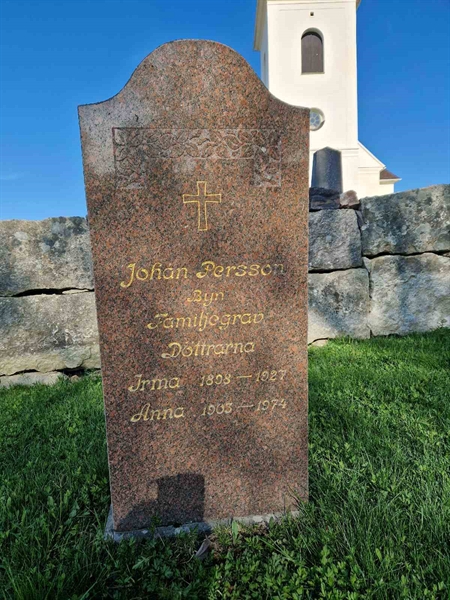 Johan Persson
Byn
Familjegrav
Döttrarna
Irma 1898–1927
Anna 1903–1974